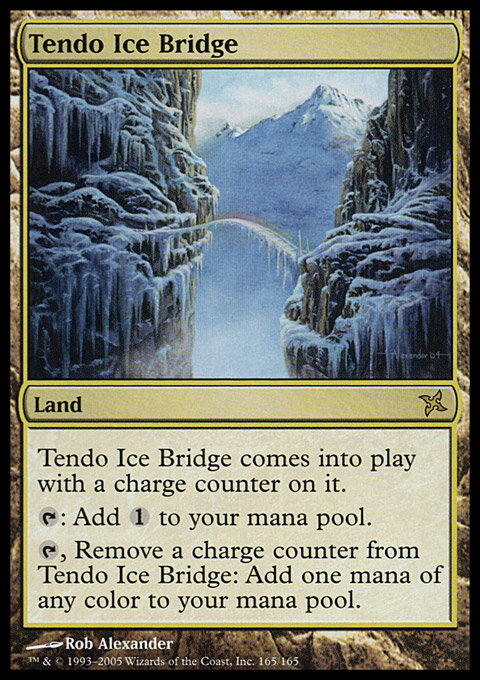 Tendo Ice Bridge
Alexander 04
Land
Tendo Ice Bridge comes into play
with a charge counter on it.
: Add 1 to your mana pool.
, Remove a charge counter from
Tendo Ice Bridge: Add one mana of
any color to your mana pool.
Rob Alexander
™ & © 1993–2005 Wizards of the Coast, Inc. 165/165